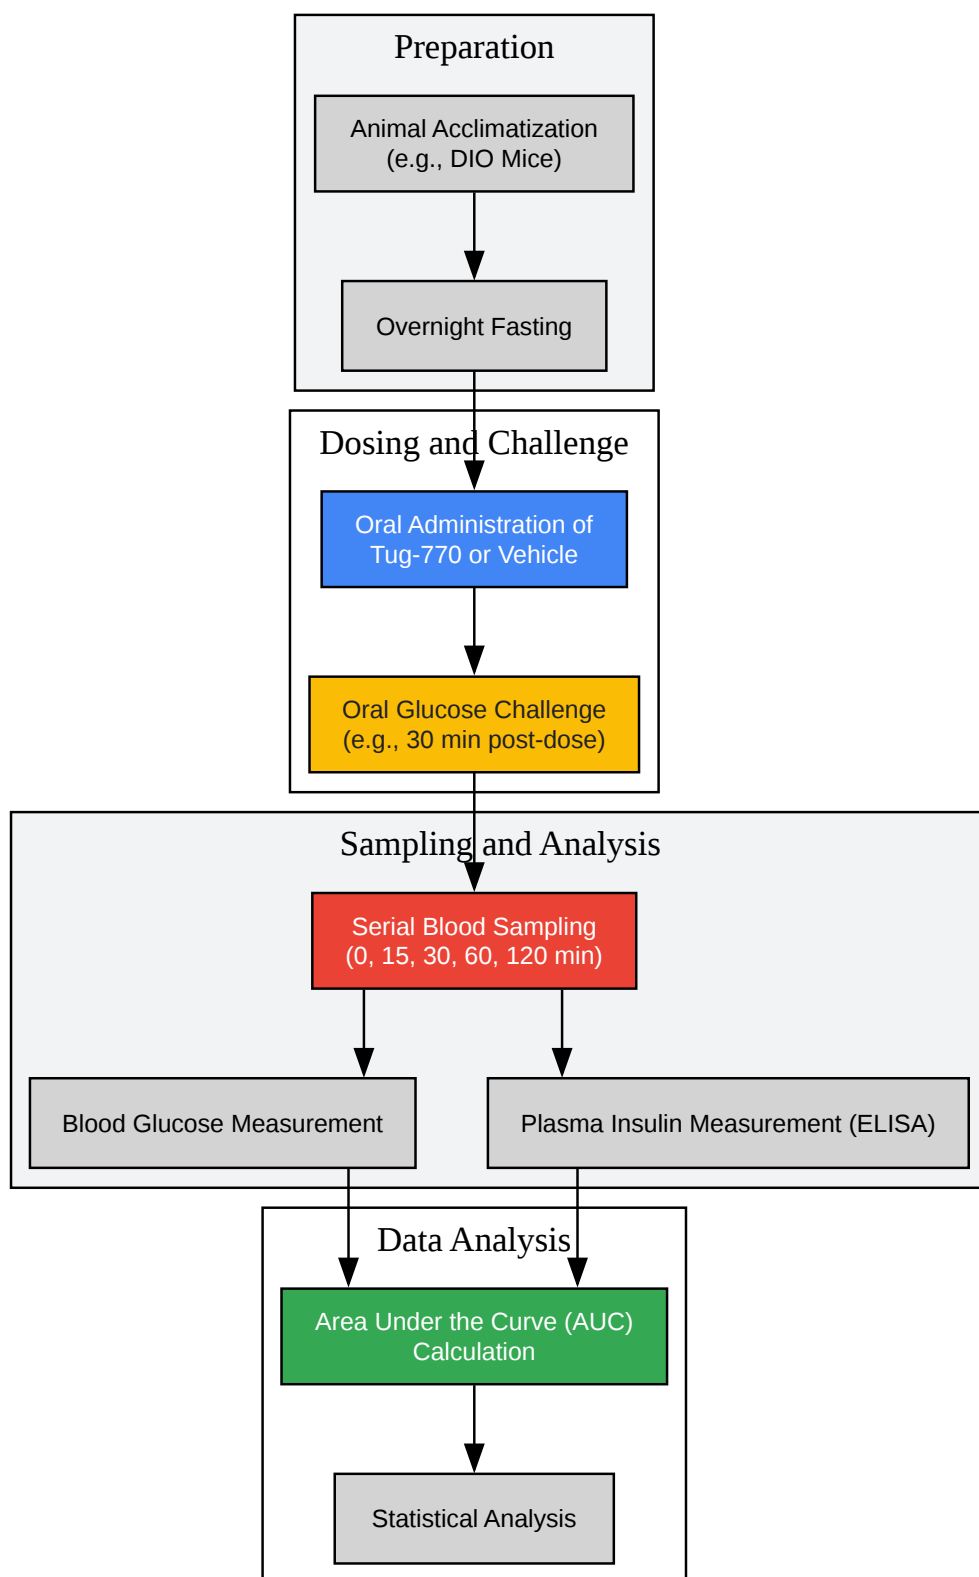 Preparation
Animal Acclimatization
(e.g., DIO Mice)
Overnight Fasting
Dosing and Challenge
Oral Administration of
Tug-770 or Vehicle
Oral Glucose Challenge
(e.g., 30 min post-dose)
Sampling and Analysis
Serial Blood Sampling
(0, 15, 30, 60, 120 min)
Blood Glucose Measurement
Plasma Insulin Measurement (ELISA)
Data Analysis
Area Under the Curve (AUC)
Calculation
Statistical Analysis